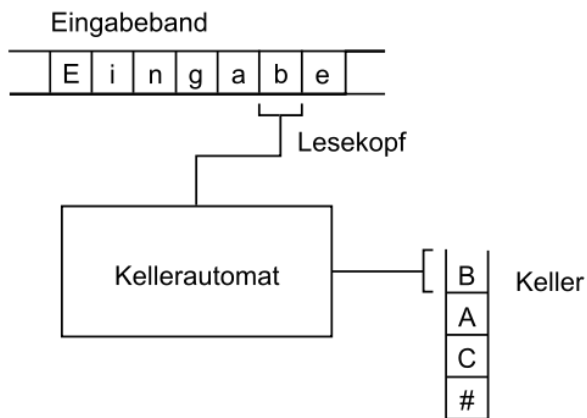 Eingabeband
E i n g a b e
Lesekopf
Kellerautomat
B
Keller
A
C
#